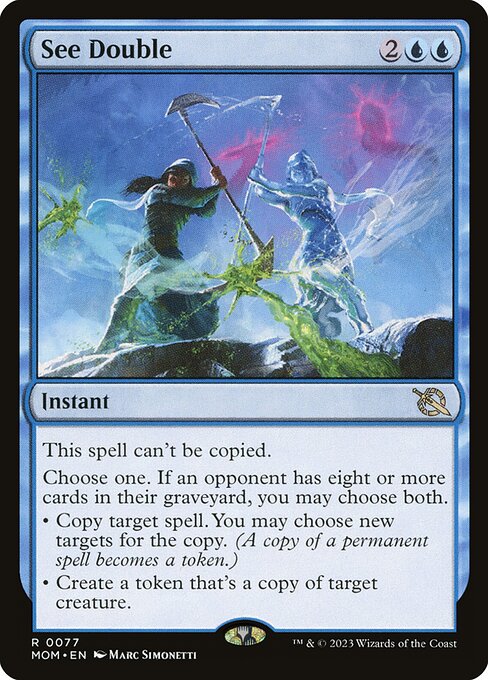 See Double 2
Instant
This spell can't be copied.
Choose one. If an opponent has eight or more
cards in their graveyard, you may choose both.
• Copy target spell. You may choose new
targets for the copy. (A copy of a permanent
spell becomes a token.)
• Create a token that's a copy of target
creature.
R 0077
MOM • EN Marc Simonetti
™ & © 2023 Wizards of the Coast